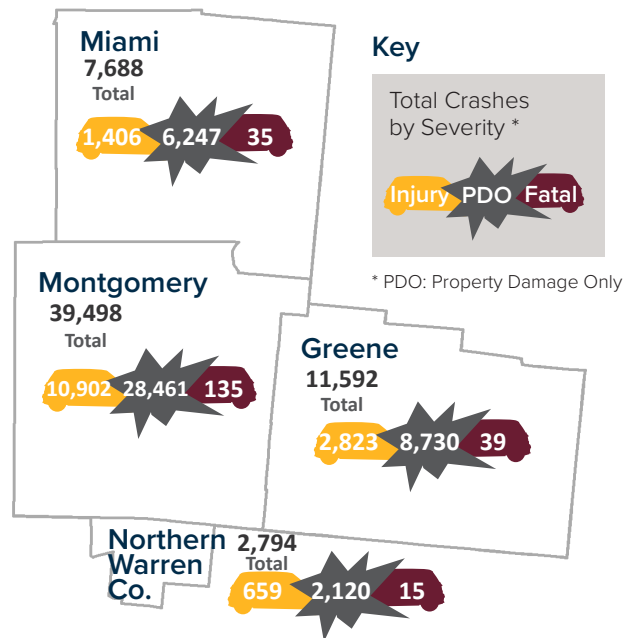 Miami
7,688
Total
1,406 6,247 35
Key
Total Crashes
by Severity *
Injury PDO Fatal
* PDO: Property Damage Only
Montgomery
39,498
Total
10,902 28,461 135
Greene
11,592
Total
2,823 8,730 39
Northern
Warren
Co.
2,794
Total
659 2,120 15